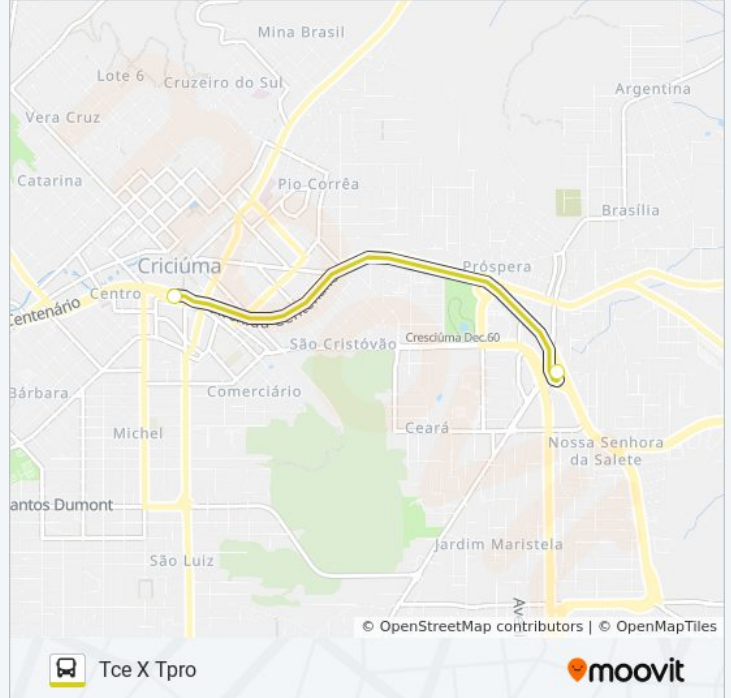 Mina Brasil
Lote 6
Cruzeiro do Sul
Argentina
Vera Cruz
Catarina
Pio Corrêa
Brasília
Criciúma
Próspera
Centro
Centenário
São Cristóvão
Cresciúma Dec.60
Bárbara
Comerciário
Ceará
Michel
Nossa Senhora
da Salete
antos Dumont
Jardim Maristela
São Luiz
Av
© OpenStreetMap contributors | © OpenMapTiles
Tce X Tpro
moovit